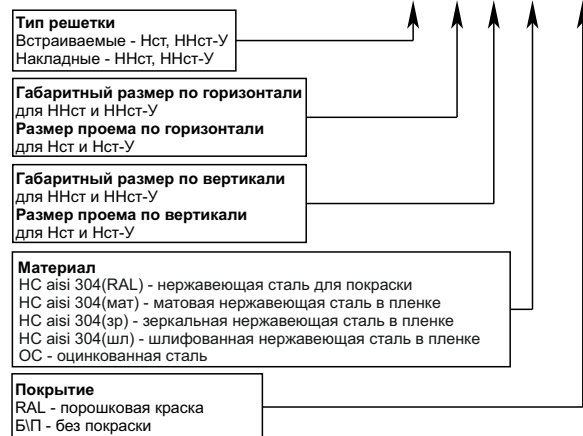 Тип решетки
Встраиваемые - Нст, ННст-У
Накладные - ННст, ННст-У
Габаритный размер по горизонтали
для ННст и ННст-У
Размер проема по горизонтали
для Нст и Нст-У
Габаритный размер по вертикали
для ННст и ННст-У
Размер проема по вертикали
для Нст и Нст-У
Материал
НС aisi 304(RAL) - нержавеющая сталь для покраски
НС aisi 304(мат) - матовая нержавеющая сталь в пленке
НС aisi 304(зр) - зеркальная нержавеющая сталь в пленке
НС aisi 304(шл) - шлифованная нержавеющая сталь в пленке
ОС - оцинкованная сталь
Покрытие
RAL - порошковая краска
Б\П - без покраски